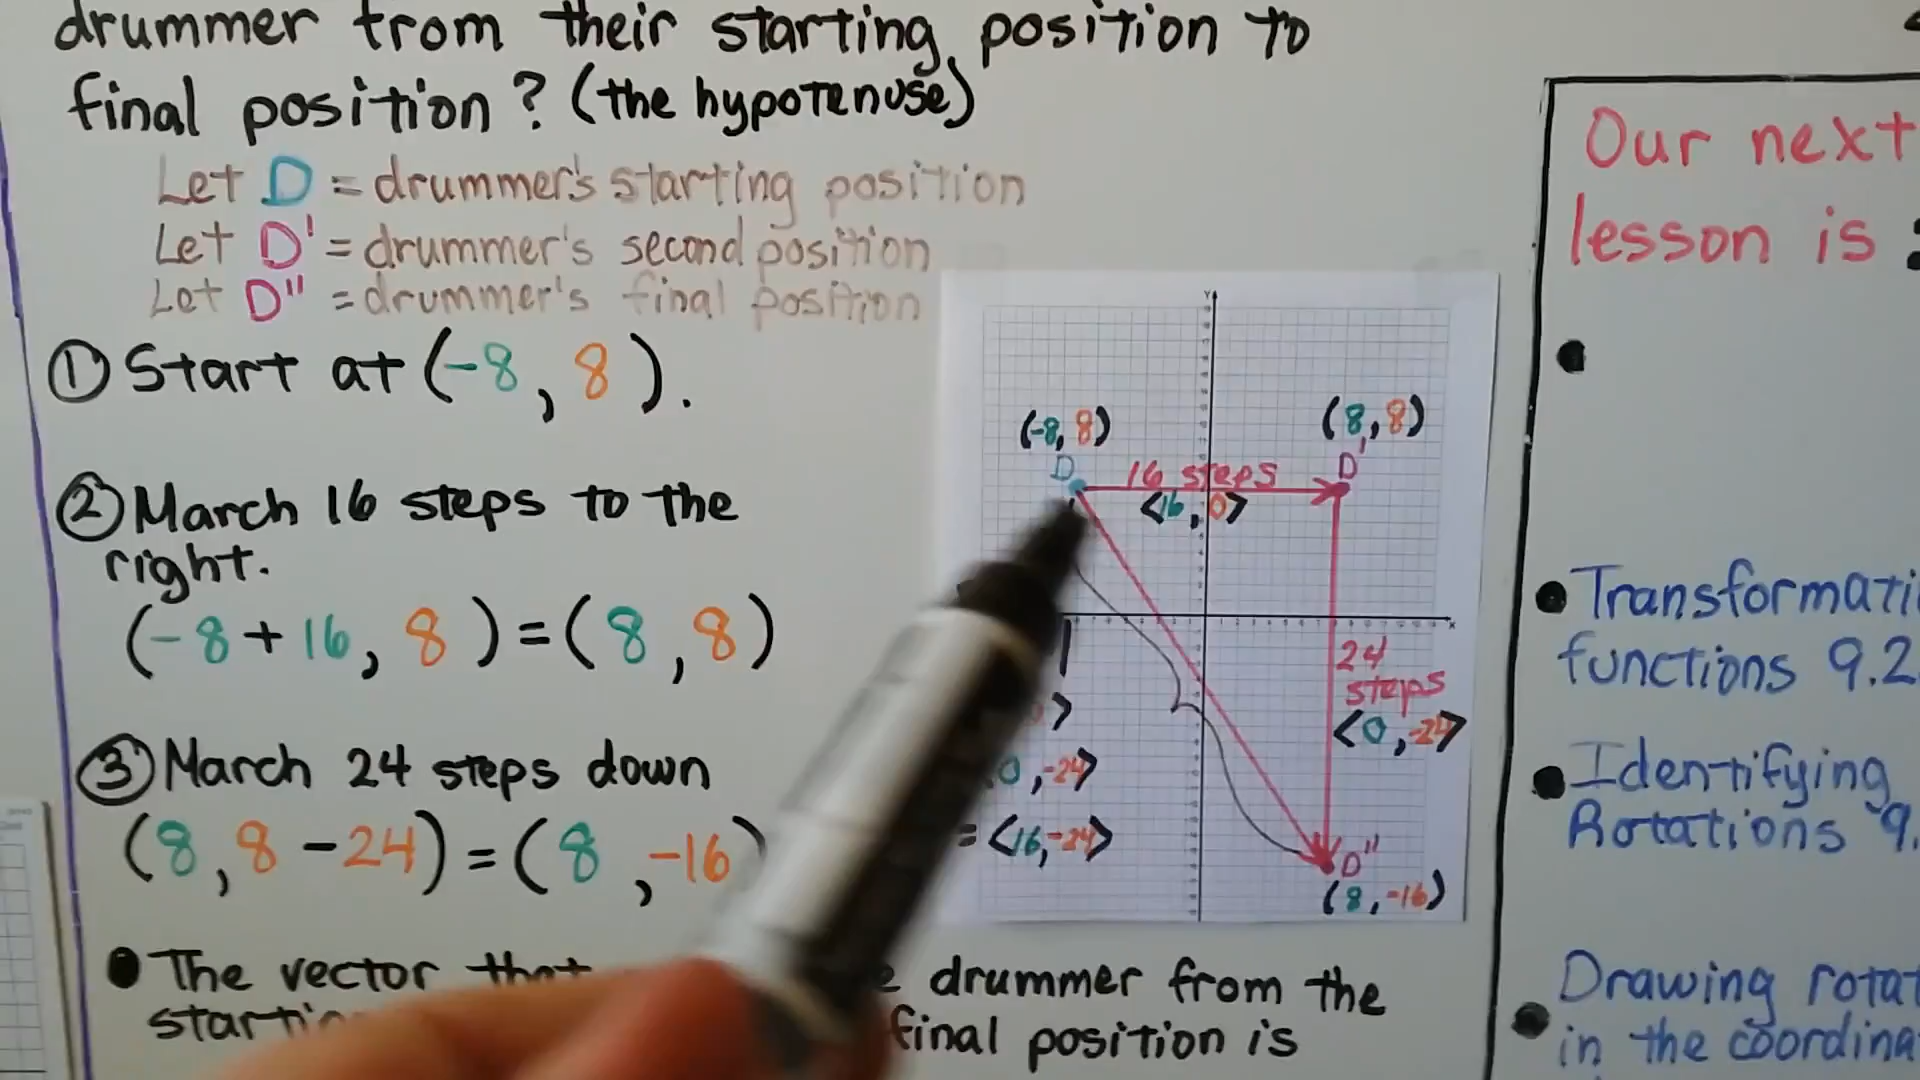 drummer from their starting position to
final position? (the hypotenuse)
Let D = drummer's starting position
Let D' = drummer's second position
Let D" = drummer's final position
① Start at (-8, 8).
② March 16 steps to the
right.
(-8+16, 8) = (8, 8)
③ March 24 steps down
(8, 8-24) = (8, -16)
• The vector that drummer from the
final position is
Y
(-8, 8)
(8, 8)
D
16 steps
D'
<16, 0>
x
24
steps
<0, -24>
>
0, -24>
= <16, -24>
D"
(8, -16)
Our next
lesson is
•
• Transformati
functions 9.2
• Identifying
Rotations 9.
• Drawing rotat
in the coordina